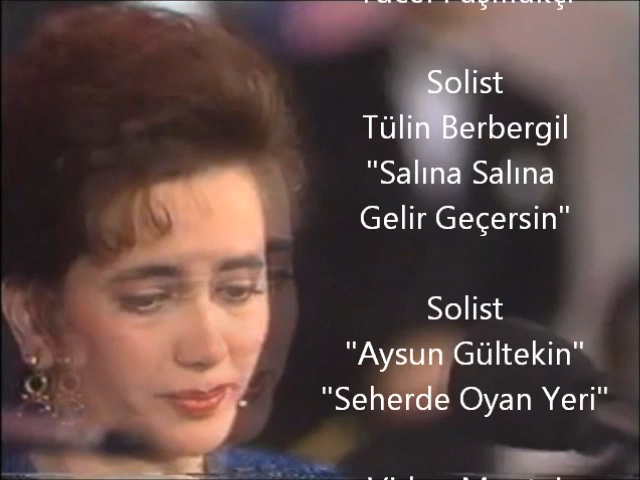 Solist
Tülin Berbergil
"Salına Salına
Gelir Geçersin"
Solist
"Aysun Gültekin"
"Seherde Oyan Yeri"